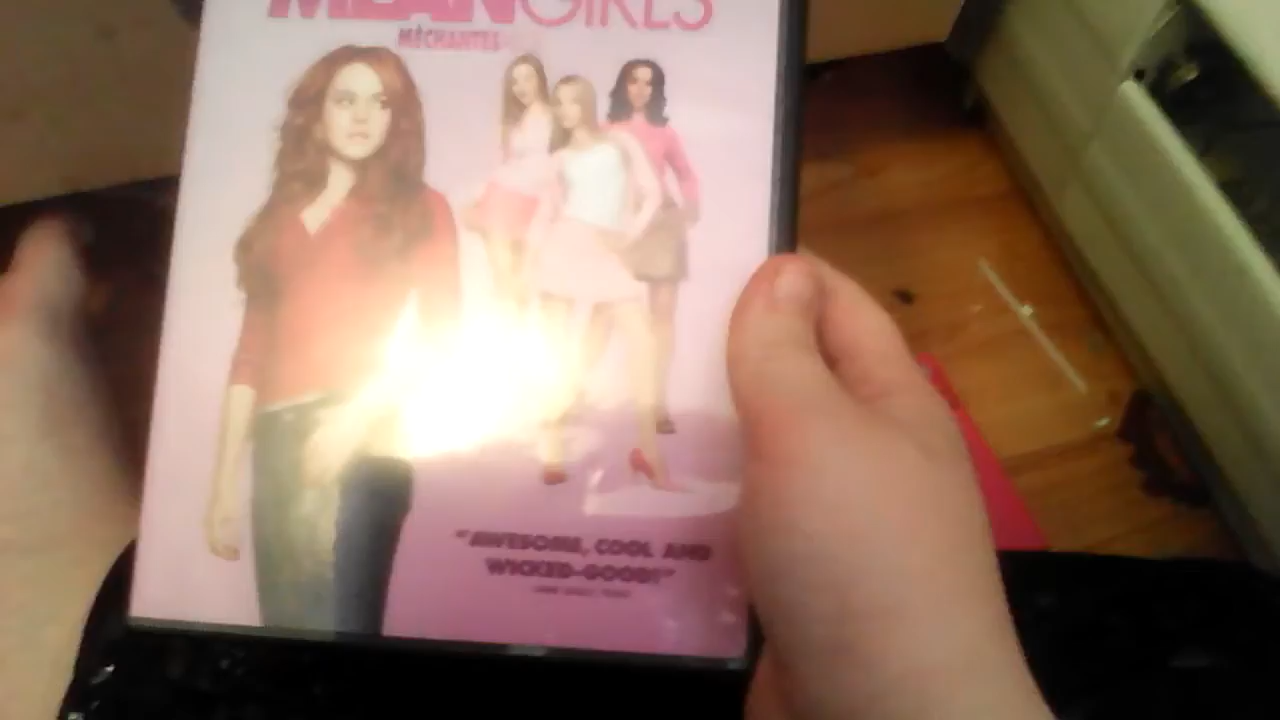 MEAN GIRLS
MÉCHANTES
"AWESOME, COOL AND
WICKED-GOOD!"